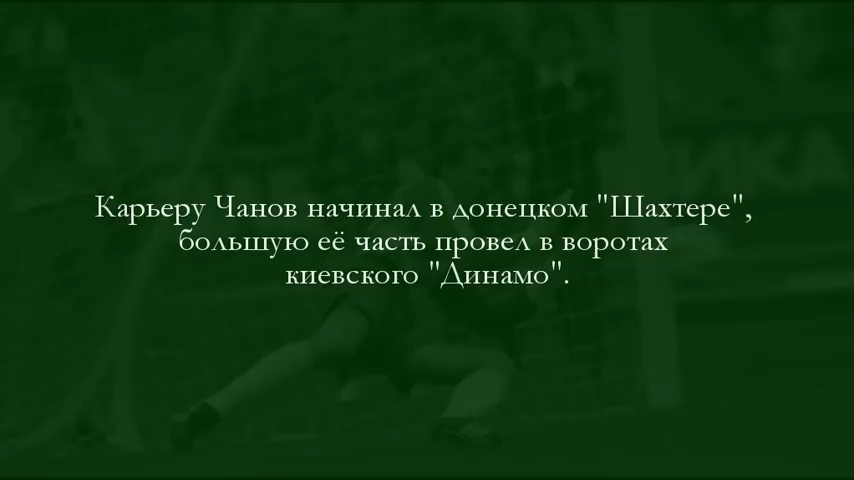 Карьеру Чанов начинал в донецком "Шахтере",
большую её часть провел в воротах
киевского "Динамо".